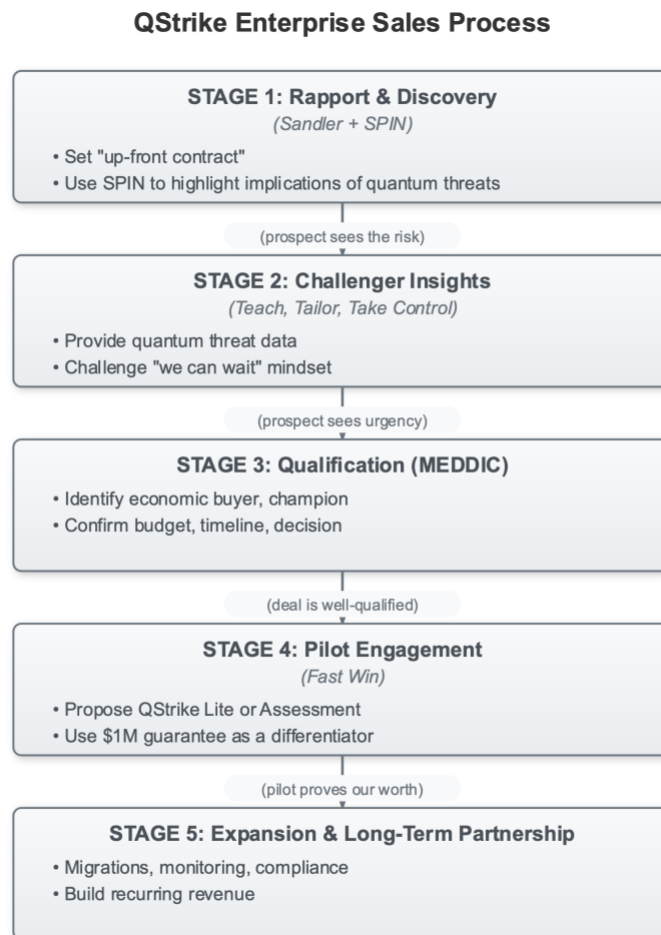 QStrike Enterprise Sales Process
STAGE 1: Rapport & Discovery
(Sandler + SPIN)
• Set "up-front contract"
• Use SPIN to highlight implications of quantum threats
(prospect sees the risk)
STAGE 2: Challenger Insights
(Teach, Tailor, Take Control)
• Provide quantum threat data
• Challenge "we can wait" mindset
(prospect sees urgency)
STAGE 3: Qualification (MEDDIC)
• Identify economic buyer, champion
• Confirm budget, timeline, decision
(deal is well-qualified)
STAGE 4: Pilot Engagement
(Fast Win)
• Propose QStrike Lite or Assessment
• Use $1M guarantee as a differentiator
(pilot proves our worth)
STAGE 5: Expansion & Long-Term Partnership
• Migrations, monitoring, compliance
• Build recurring revenue